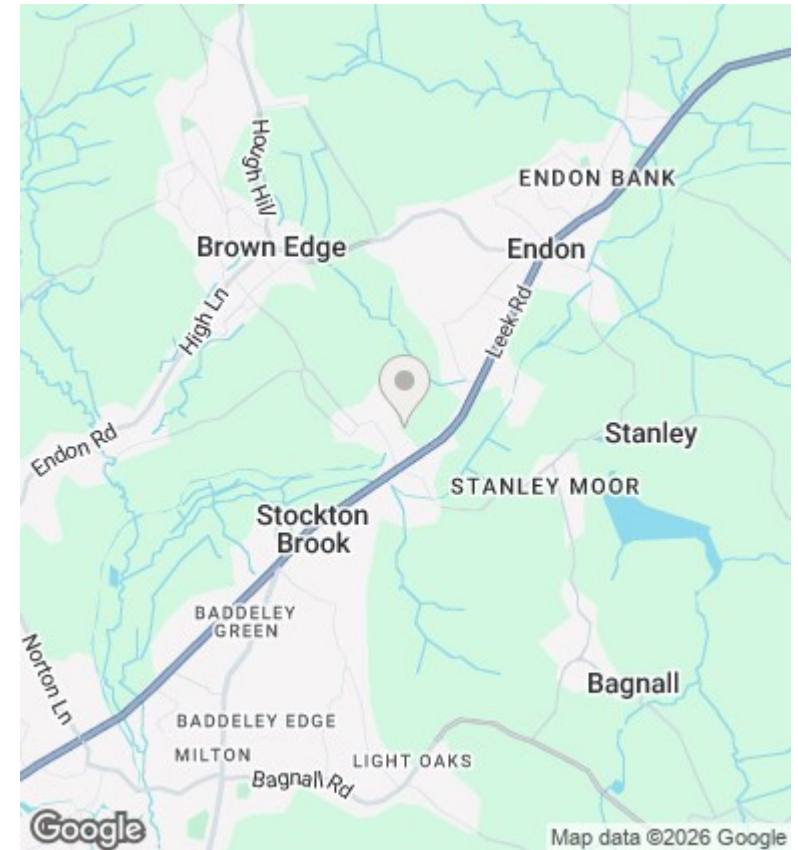 Hough Hill
ENDON BANK
Brown Edge
Endon
High Ln
Leek Rd
Endon Rd
Stanley
STANLEY MOOR
Stockton
Brook
BADDELEY
GREEN
Norton Ln
Bagnall
BADDELEY EDGE
MILTON
LIGHT OAKS
Bagnall Rd
Google
Map data ©2026 Google